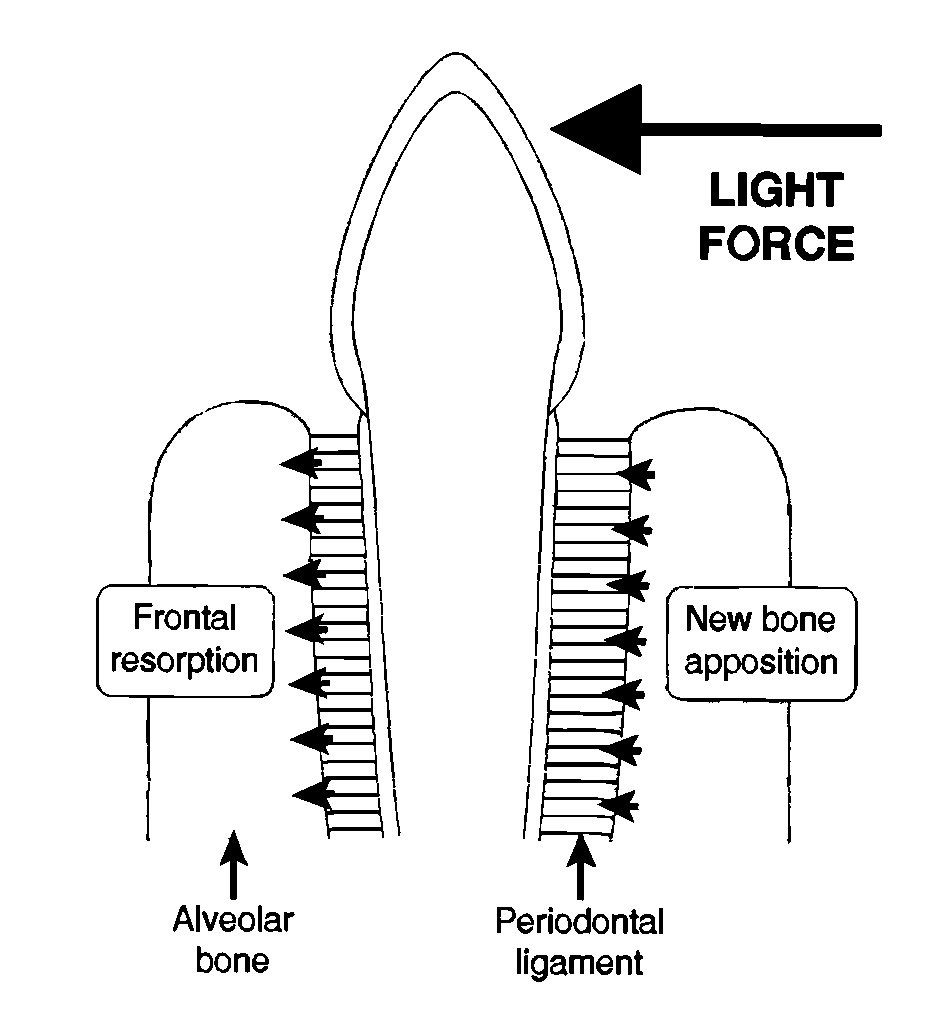 LIGHT
FORCE
Frontal
resorption
New bone
apposition
Alveolar
bone
Periodontal
ligament